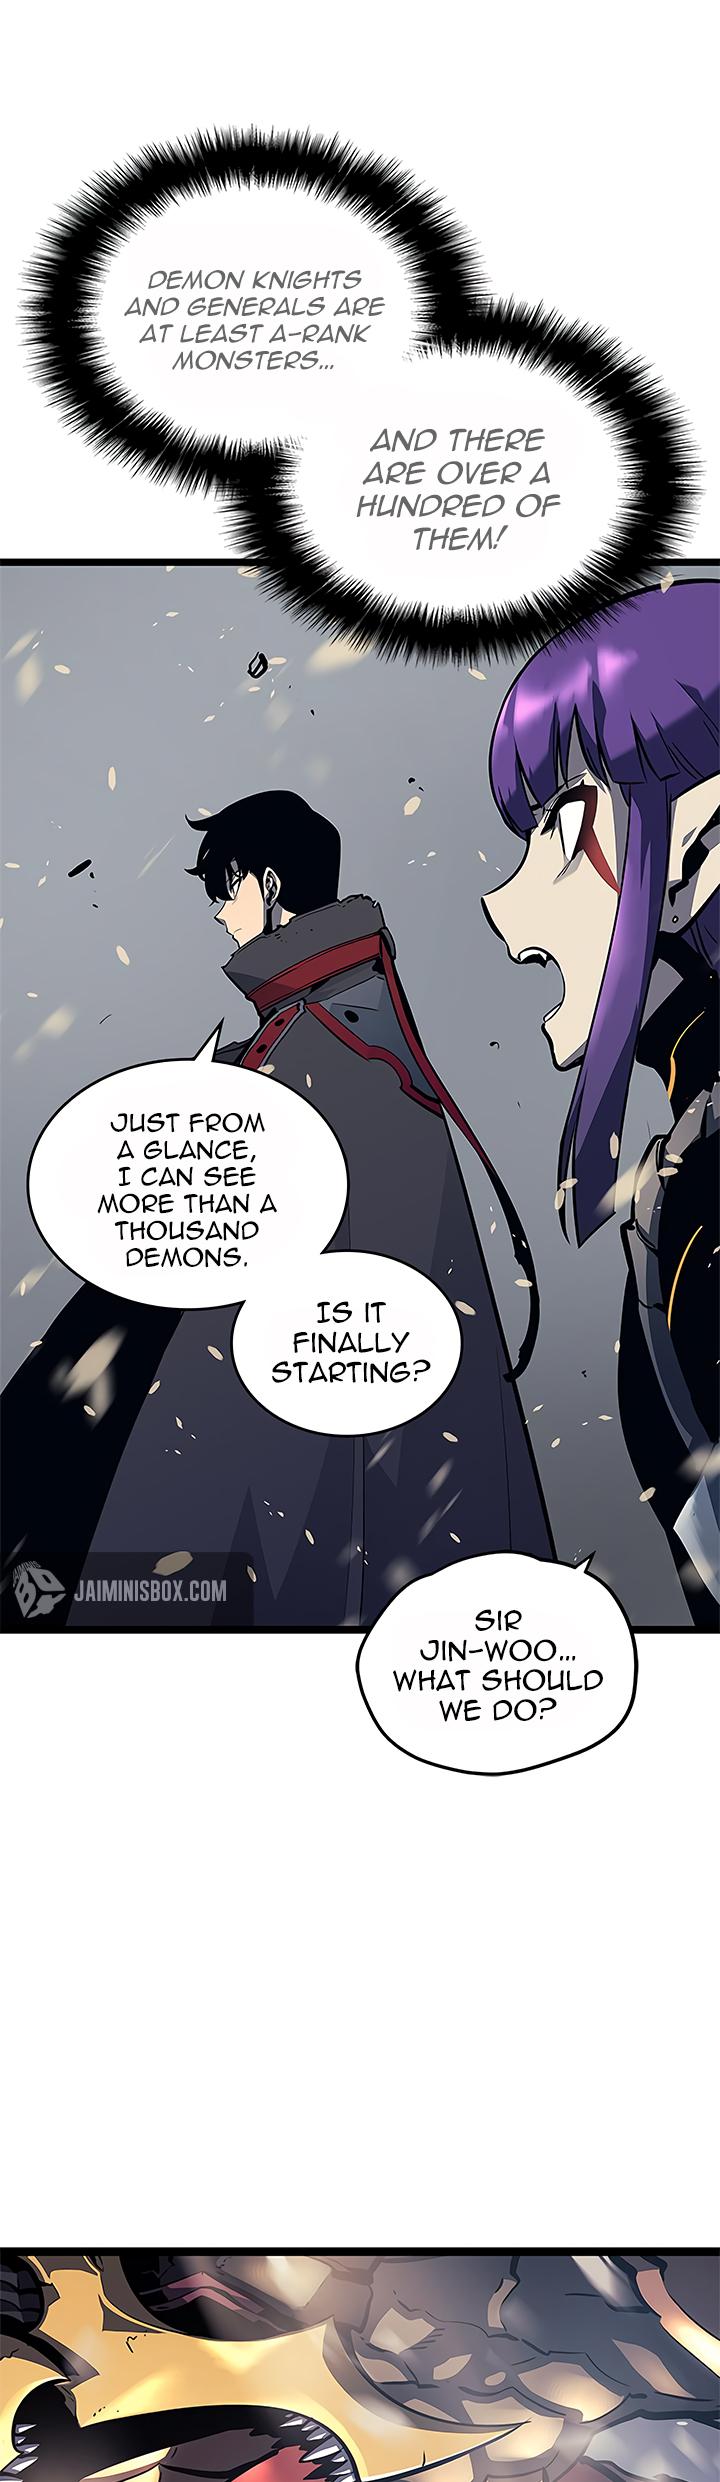 DEMON KNIGHTS
AND GENERALS ARE
AT LEAST A-RANK
MONSTERS...
AND THERE
ARE OVER A
HUNDRED OF
THEM!
JUST FROM
A GLANCE,
I CAN SEE
MORE THAN A
THOUSAND
DEMONS.
IS IT
FINALLY
STARTING?
JAIMINIS
BOX
JAIMINISBOX.COM
SIR
JIN-WOO...
WHAT SHOULD
WE DO?